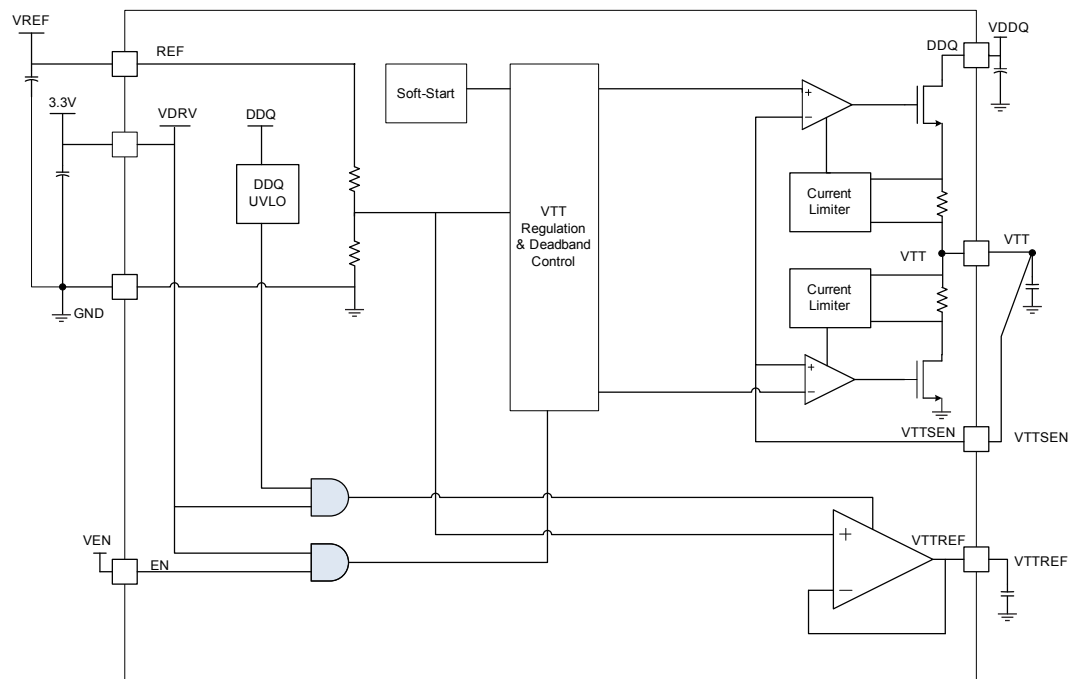 VREF
REF
3.3V
VDRV
DDQ
DDQ
UVLO
GND
Soft-Start
VTT
Regulation
& Deadband
Control
+
−
Current
Limiter
Current
Limiter
+
−
DDQ
VDDQ
VTT
VTT
VTTSEN
VTTSEN
VEN
EN
+
−
VTTREF
VTTREF